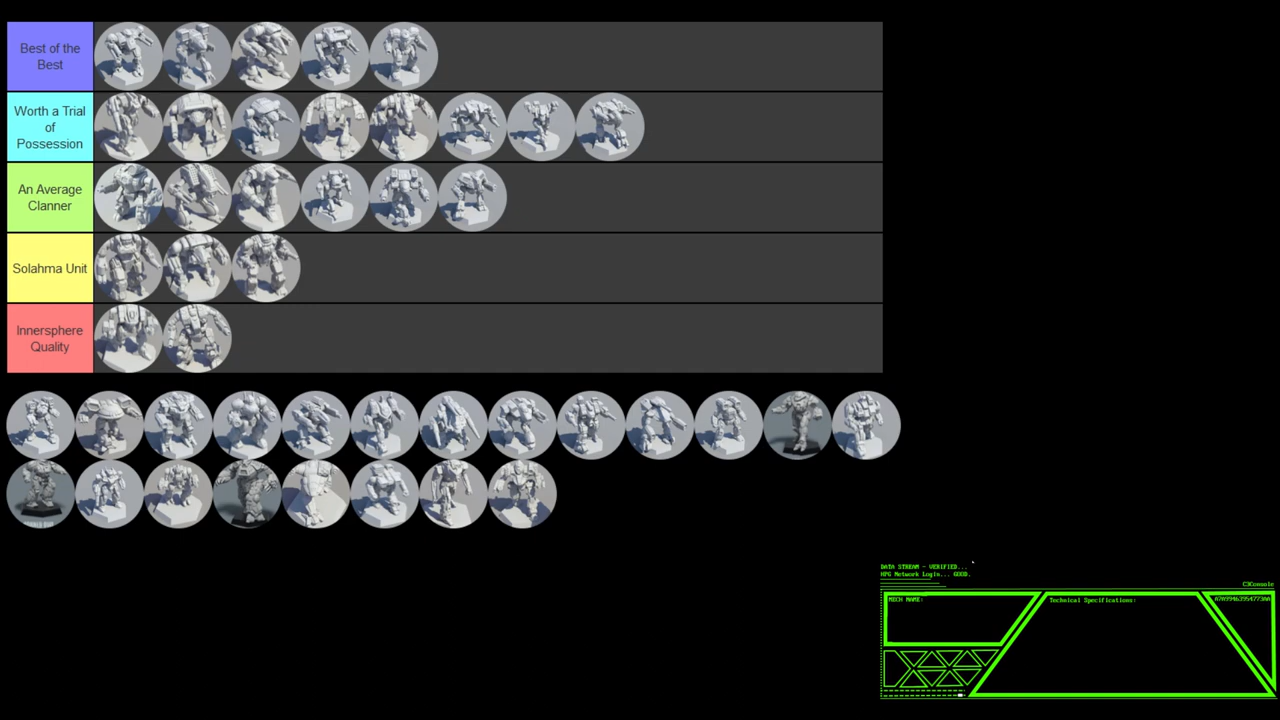 Best of the
Best
Worth a Trial
of
Possession
An Average
Clanner
Solahma Unit
Innersphere
Quality
DATA STREAM - VERIFIED...
HPG Network Login... GOOD.
C3Console
MECH NAME:
Technical Specifications: